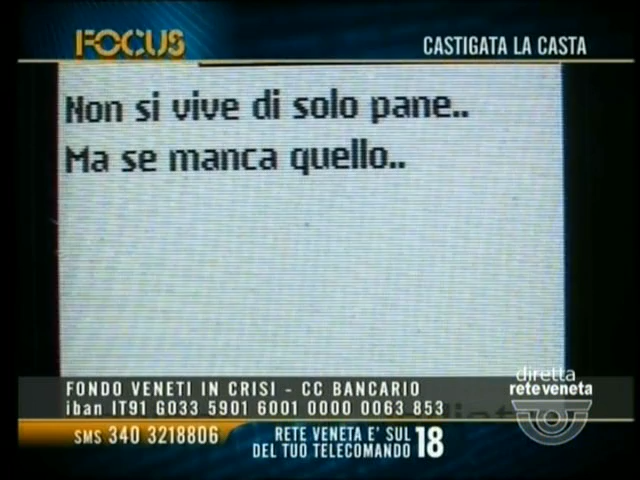 FOCUS
CASTIGATA LA CASTA
Non si vive di solo pane..
Ma se manca quello..
diretta
reteveneta
FONDO VENETI IN CRISI - CC BANCARIO
iban IT91 G033 5901 6001 0000 0063 853
SMS 340 3218806
RETE VENETA E' SUL
DEL TUO TELECOMANDO 18